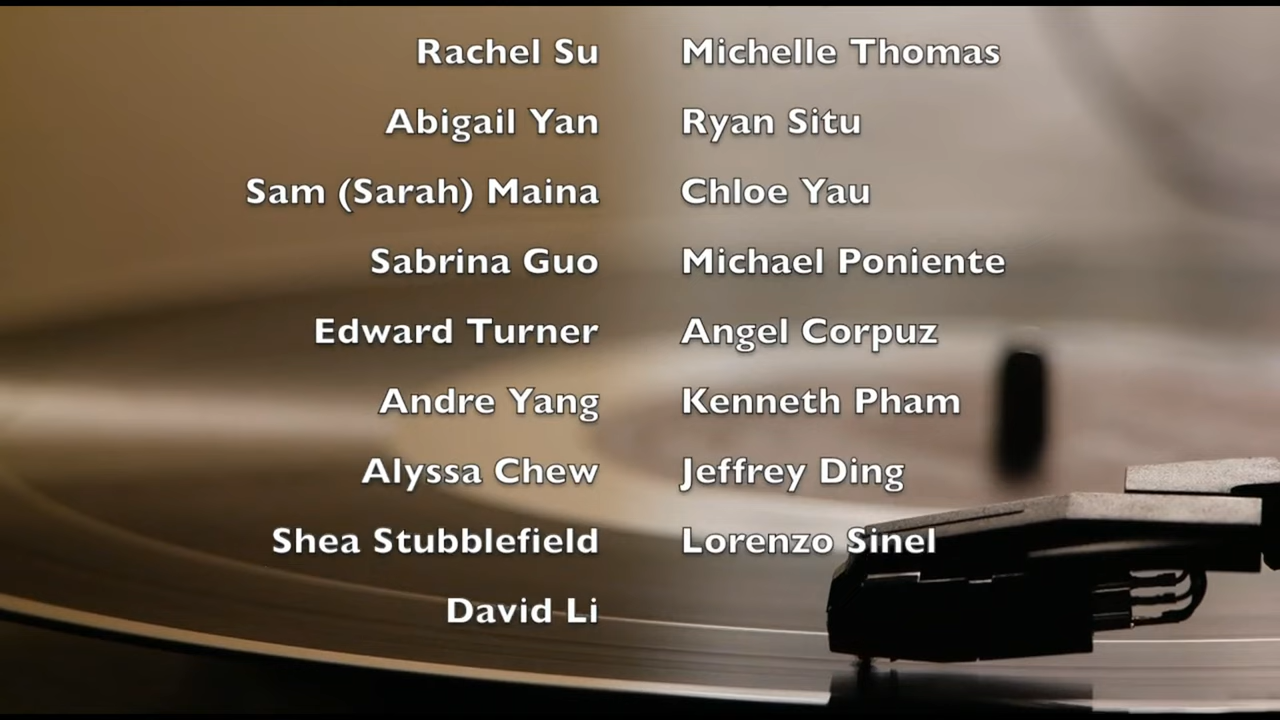 Rachel Su Michelle Thomas
Abigail Yan Ryan Situ
Sam (Sarah) Maina Chloe Yau
Sabrina Guo Michael Poniente
Edward Turner Angel Corpuz
Andre Yang Kenneth Pham
Alyssa Chew Jeffrey Ding
Shea Stubblefield Lorenzo Sinel
David Li